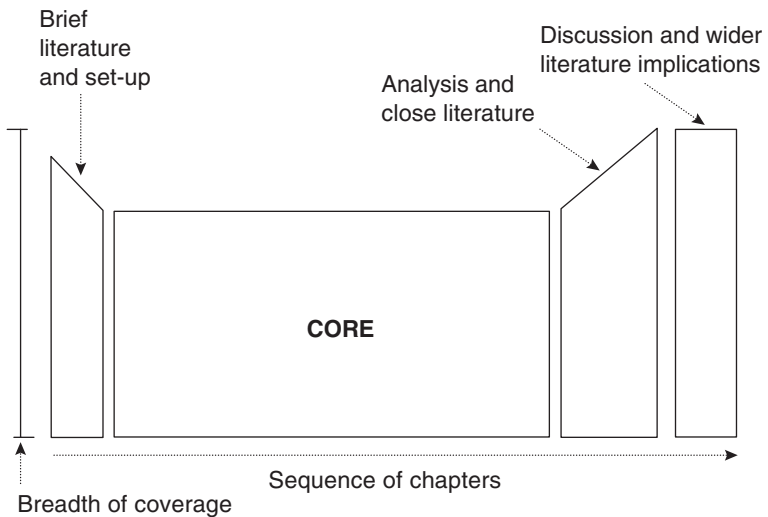 Brief
literature
and set-up
Discussion and wider
literature implications
Analysis and
close literature
CORE
Sequence of chapters
Breadth of coverage